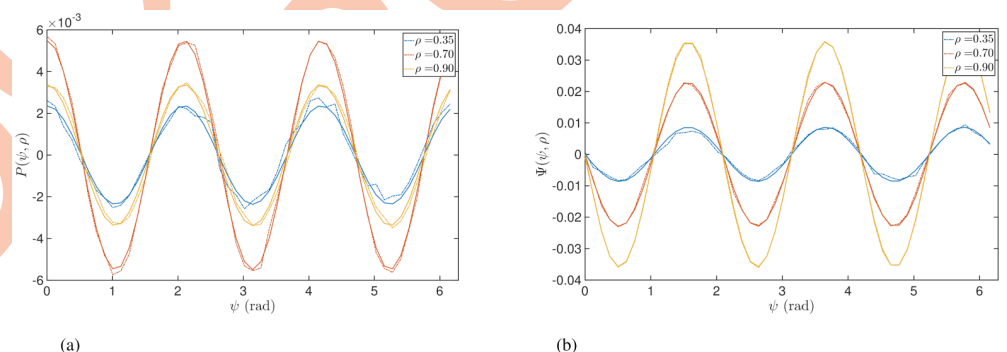 ×10⁻³
6
4
2
0
-2
-4
-6
P(ψ, ρ)
0 1 2 3 4 5 6
ψ (rad)
ρ =0.35
ρ =0.70
ρ =0.90
(a)
0.04
0.03
0.02
0.01
0
-0.01
-0.02
-0.03
-0.04
Ψ(ψ, ρ)
0 1 2 3 4 5 6
ψ (rad)
ρ =0.35
ρ =0.70
ρ =0.90
(b)